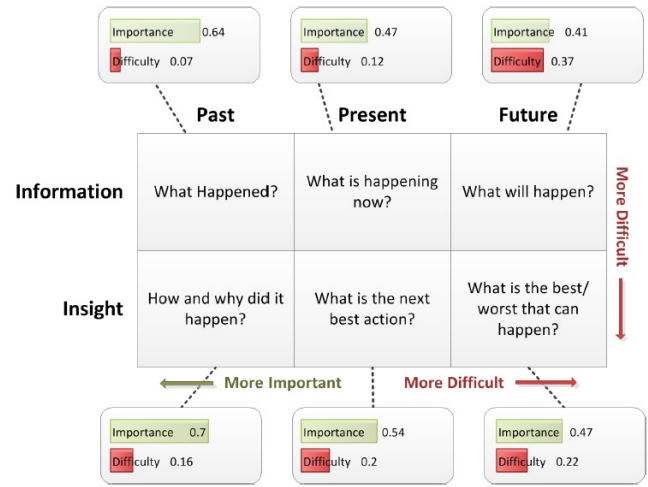 Importance 0.64
Difficulty 0.07
Importance 0.47
Difficulty 0.12
Importance 0.41
Difficulty 0.37
Past
Present
Future
Information
What Happened?
What is happening
now?
What will happen?
More Difficult
Insight
How and why did it
happen?
What is the next
best action?
What is the best/
worst that can
happen?
More Important
More Difficult
Importance 0.7
Difficulty 0.16
Importance 0.54
Difficulty 0.2
Importance 0.47
Difficulty 0.22